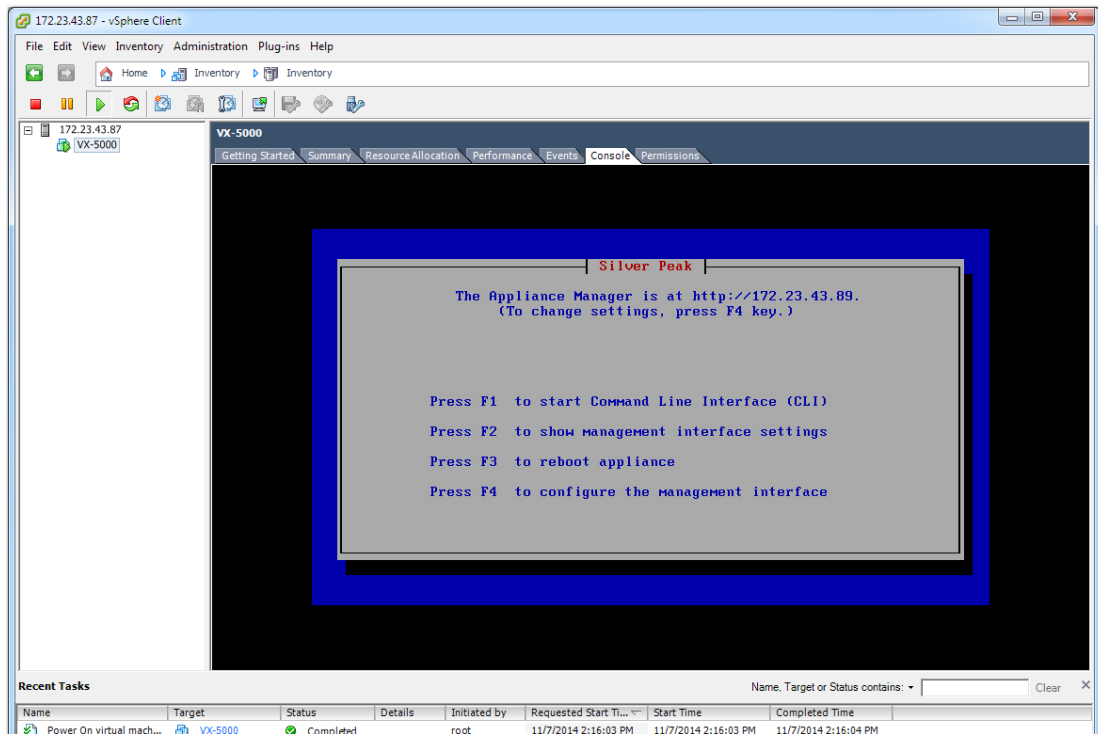 172.23.43.87 - vSphere Client
File Edit View Inventory Administration Plug-ins Help
Home Inventory Inventory
172.23.43.87
VX-5000
VX-5000
Getting Started Summary Resource Allocation Performance Events Console Permissions
Silver Peak
The Appliance Manager is at http://172.23.43.89.
(To change settings, press F4 key.)
Press F1 to start Command Line Interface (CLI)
Press F2 to show management interface settings
Press F3 to reboot appliance
Press F4 to configure the management interface
Recent Tasks Name, Target or Status contains: Clear
Name Target Status Details Initiated by Requested Start Ti... Start Time Completed Time
Power On virtual mach... VX-5000 Completed root 11/7/2014 2:16:03 PM 11/7/2014 2:16:03 PM 11/7/2014 2:16:04 PM